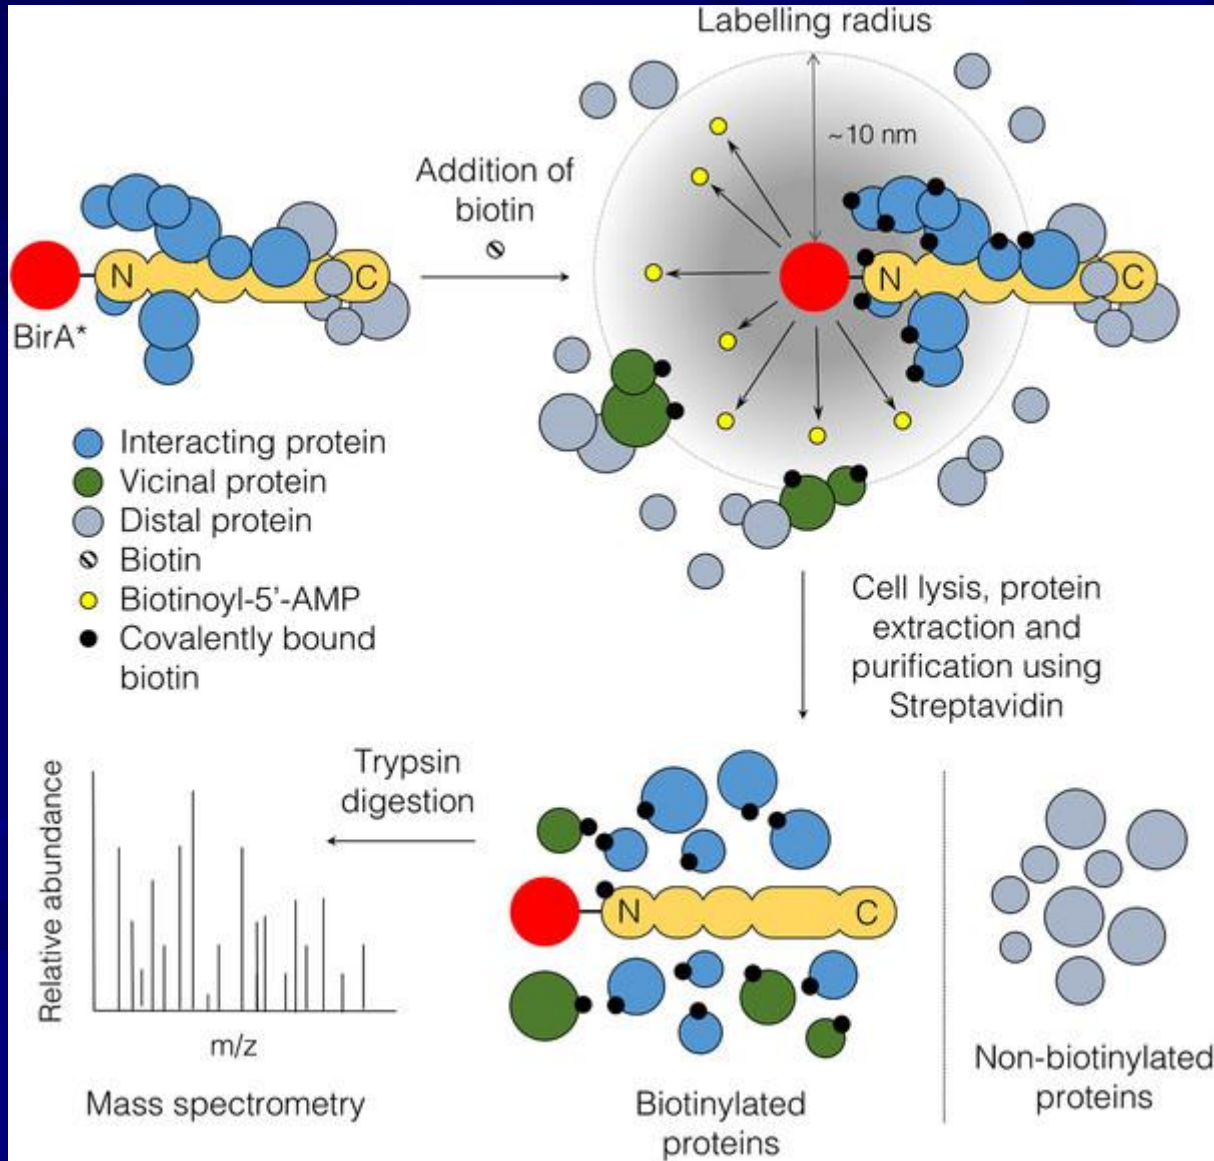 Labelling radius
~10 nm
Addition of
biotin
N
C
BirA*
N
C
Interacting protein
Vicinal protein
Distal protein
Biotin
Biotinoyl-5'-AMP
Covalently bound
biotin
Cell lysis, protein
extraction and
purification using
Streptavidin
Trypsin
digestion
Relative abundance
m/z
Mass spectrometry
N
C
Biotinylated
proteins
Non-biotinylated
proteins